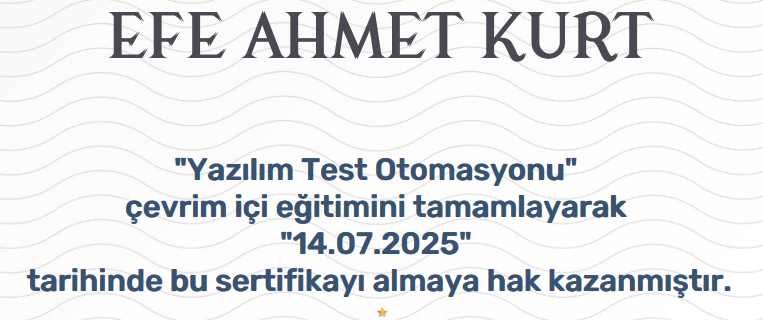 EFE AHMET KURT
"Yazılım Test Otomasyonu"
çevrim içi eğitimini tamamlayarak
"14.07.2025"
tarihinde bu sertifikayı almaya hak kazanmıştır.